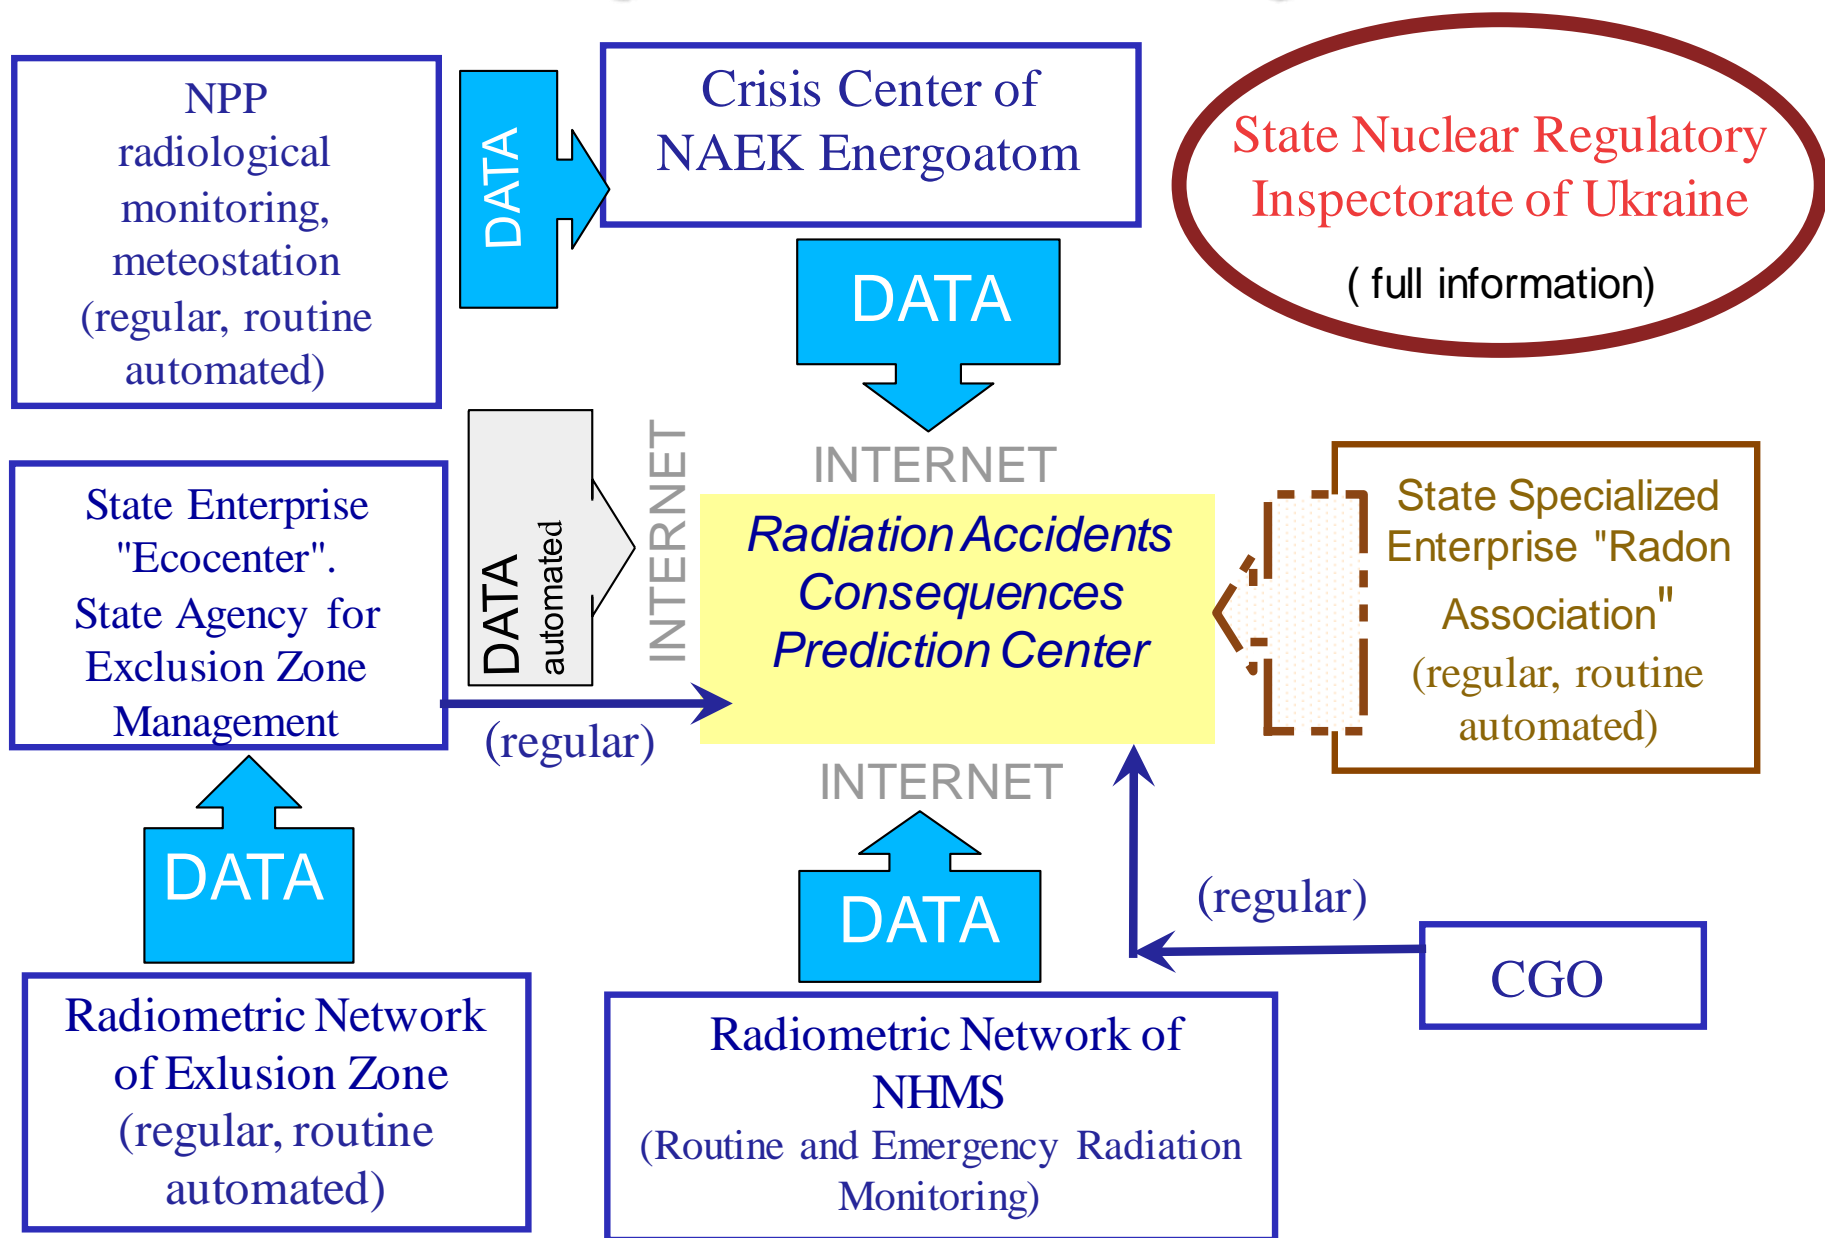 NPP
radiological
monitoring,
meteostation
(regular, routine
automated)
DATA
Crisis Center of
NAEK Energoatom
State Nuclear Regulatory
Inspectorate of Ukraine
( full information)
DATA
INTERNET
State Enterprise
"Ecocenter".
State Agency for
Exclusion Zone
Management
DATA
automated
INTERNET
Radiation Accidents
Consequences
Prediction Center
State Specialized
Enterprise "Radon
Association"
(regular, routine
automated)
(regular)
INTERNET
DATA
DATA
(regular)
CGO
Radiometric Network
of Exlusion Zone
(regular, routine
automated)
Radiometric Network of
NHMS
(Routine and Emergency Radiation
Monitoring)